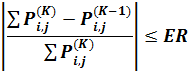 |∑ P_{i,j}^{(K)} − P_{i,j}^{(K−1)} / ∑ P_{i,j}^{(K)}| ≤ ER